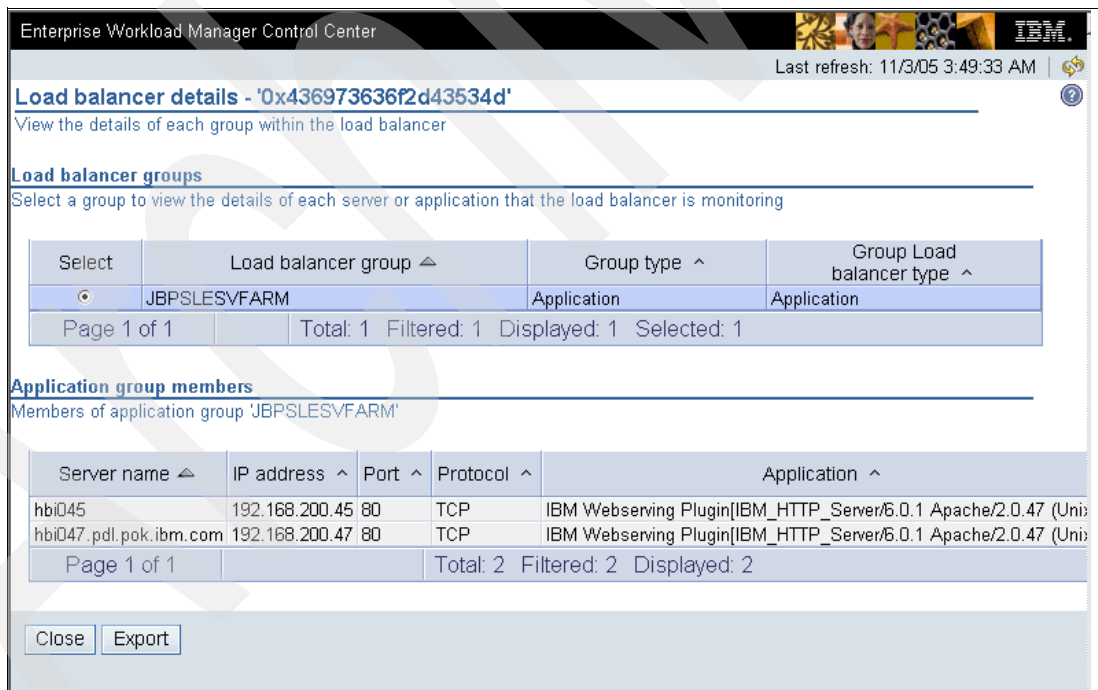 Enterprise Workload Manager Control Center IBM.
Last refresh: 11/3/05 3:49:33 AM
Load balancer details - '0x436973636f2d43534d'
View the details of each group within the load balancer
Load balancer groups
Select a group to view the details of each server or application that the load balancer is monitoring
Select Load balancer group Group type Group Load balancer type
JBPSLESVFARM Application Application
Page 1 of 1 Total: 1 Filtered: 1 Displayed: 1 Selected: 1
Application group members
Members of application group 'JBPSLESVFARM'
Server name IP address Port Protocol Application
hbi045 192.168.200.45 80 TCP IBM Webserving Plugin[IBM_HTTP_Server/6.0.1 Apache/2.0.47 (Unix
hbi047.pdl.pok.ibm.com 192.168.200.47 80 TCP IBM Webserving Plugin[IBM_HTTP_Server/6.0.1 Apache/2.0.47 (Unix
Page 1 of 1 Total: 2 Filtered: 2 Displayed: 2
Close Export